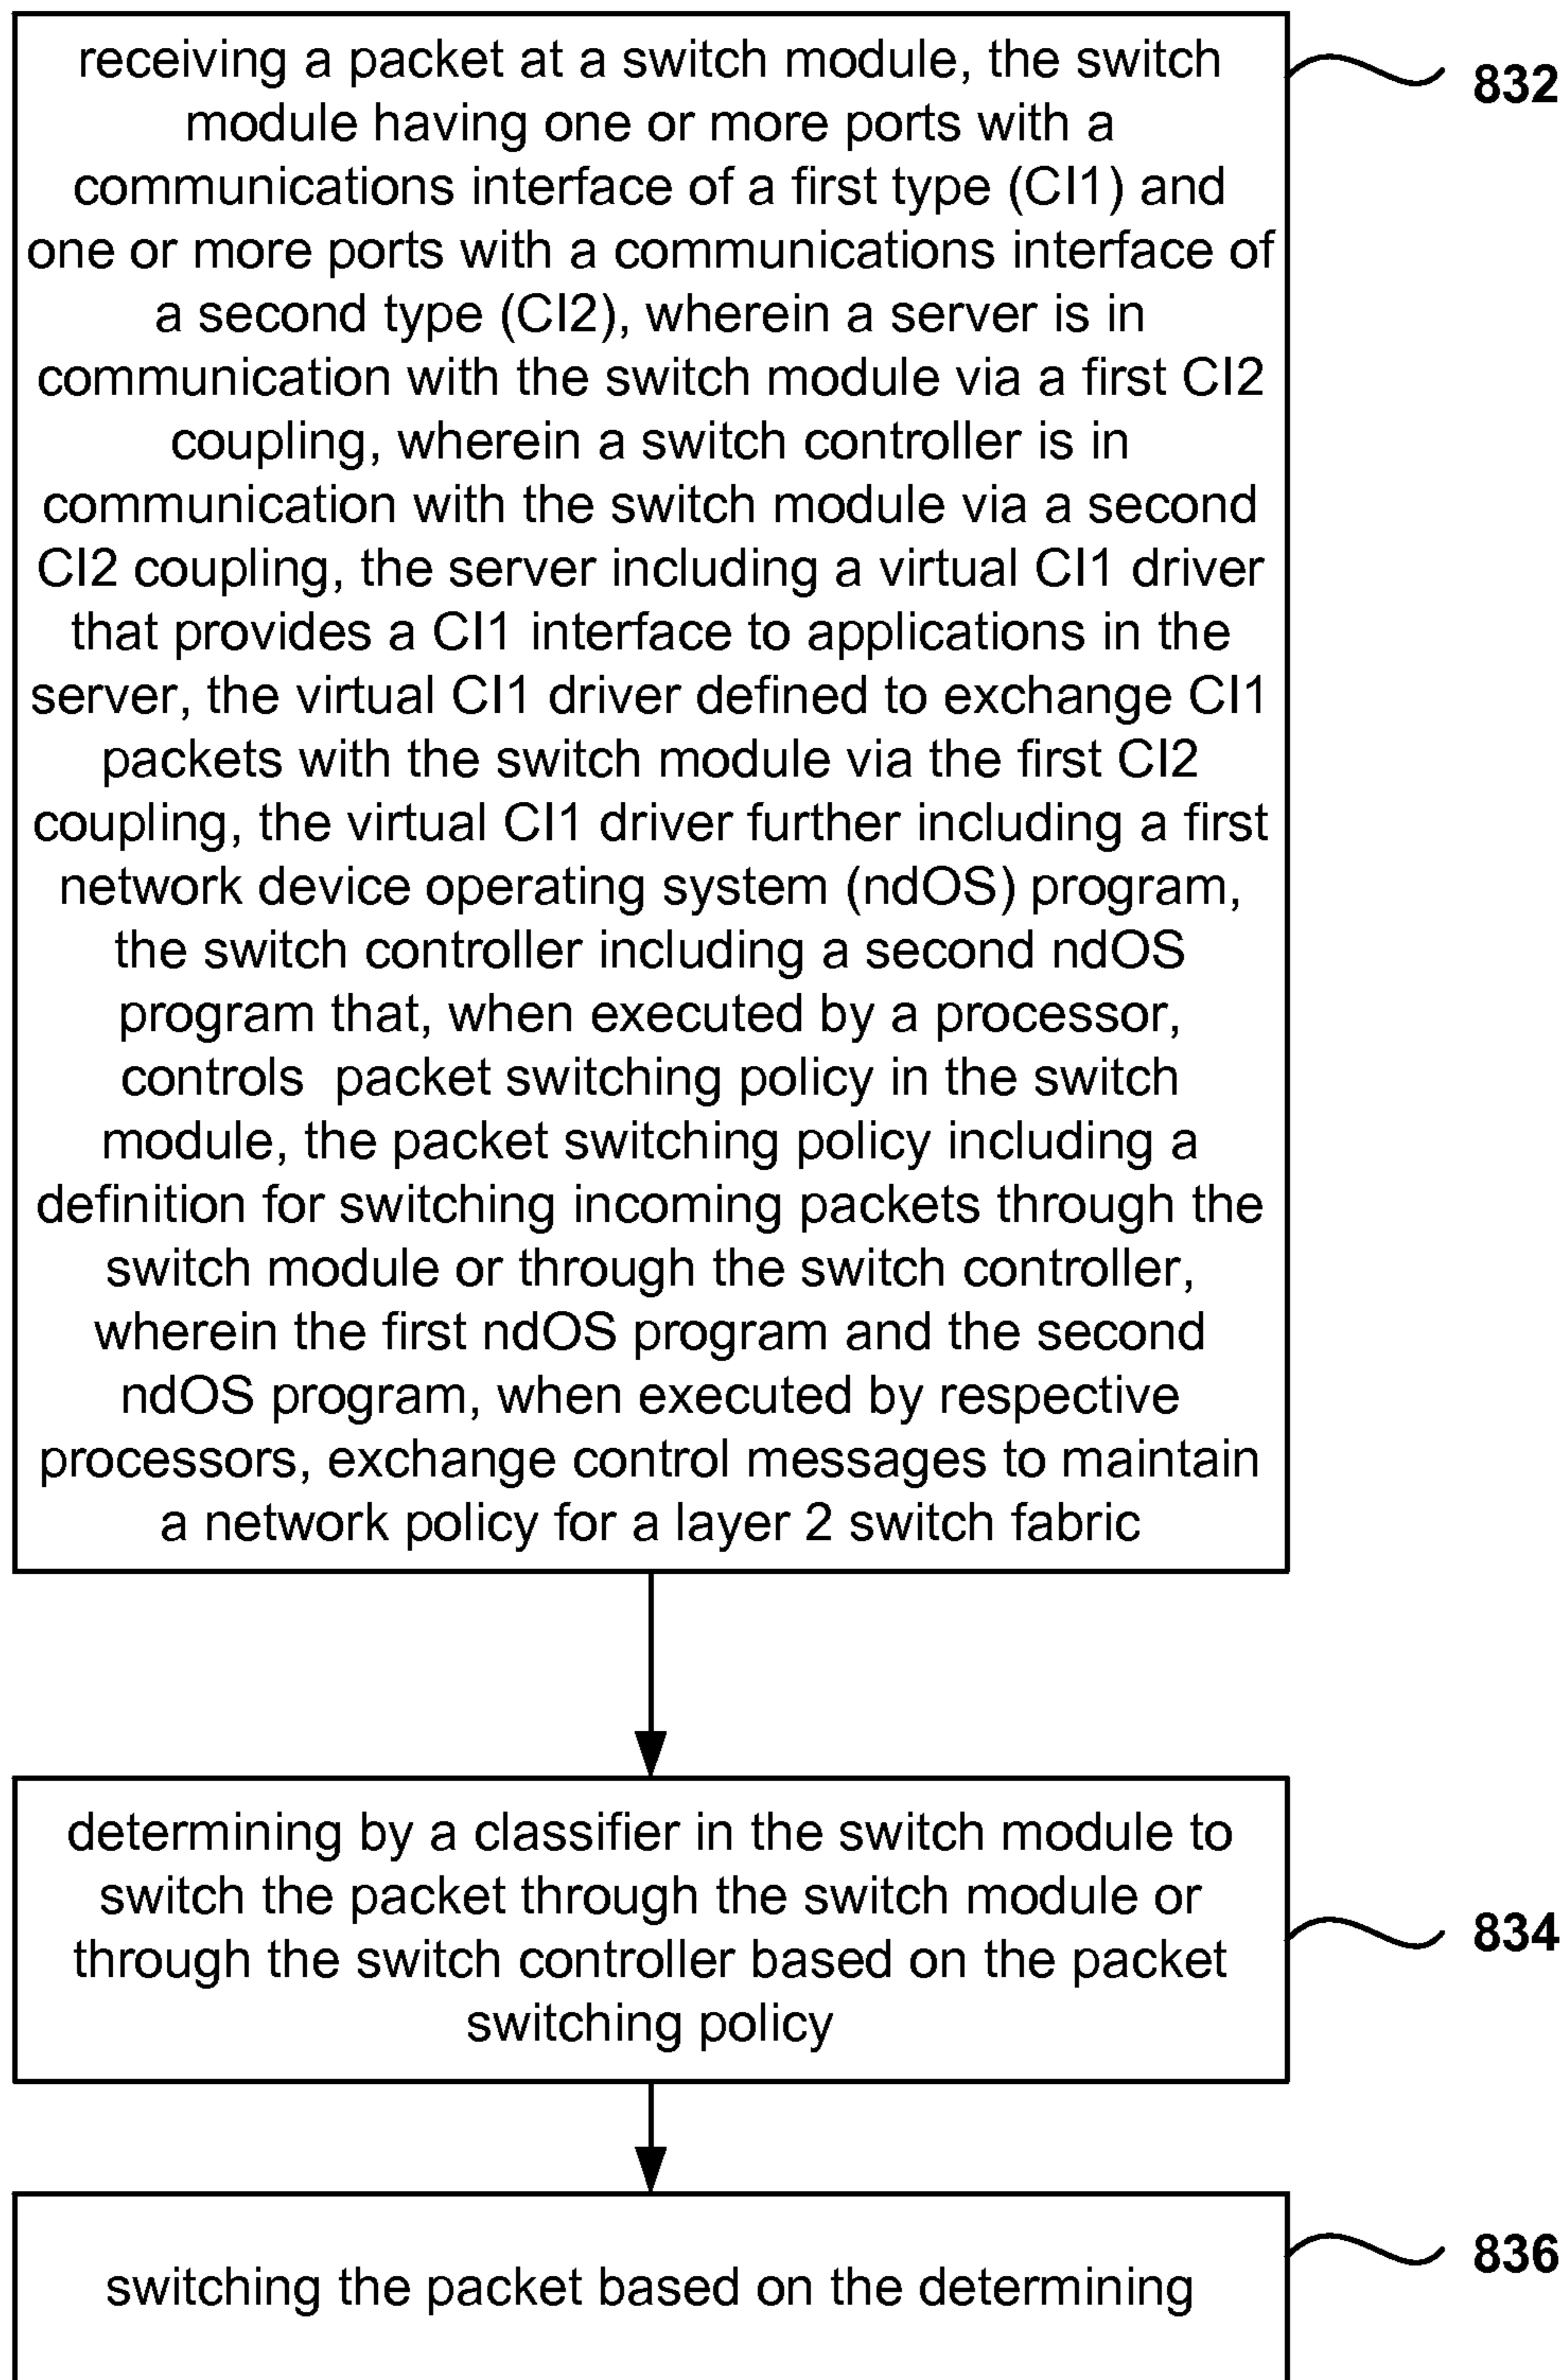 receiving a packet at a switch module, the switch
module having one or more ports with a
communications interface of a first type (CI1) and
one or more ports with a communications interface of
a second type (CI2), wherein a server is in
communication with the switch module via a first CI2
coupling, wherein a switch controller is in
communication with the switch module via a second
CI2 coupling, the server including a virtual CI1 driver
that provides a CI1 interface to applications in the
server, the virtual CI1 driver defined to exchange CI1
packets with the switch module via the first CI2
coupling, the virtual CI1 driver further including a first
network device operating system (ndOS) program,
the switch controller including a second ndOS
program that, when executed by a processor,
controls  packet switching policy in the switch
module, the packet switching policy including a
definition for switching incoming packets through the
switch module or through the switch controller,
wherein the first ndOS program and the second
ndOS program, when executed by respective
processors, exchange control messages to maintain
a network policy for a layer 2 switch fabric
832
determining by a classifier in the switch module to
switch the packet through the switch module or
through the switch controller based on the packet
switching policy
834
switching the packet based on the determining
836